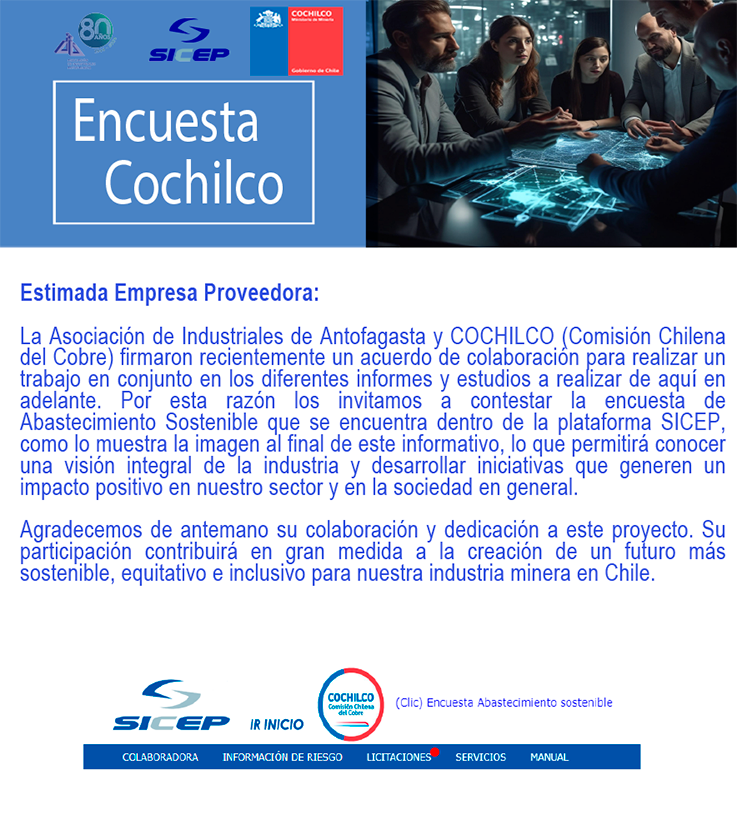 80
AÑOS
SICEP
COCHILCO
Ministerio de Minería
Gobierno de Chile
Encuesta
Cochilco
Estimada Empresa Proveedora:
La Asociación de Industriales de Antofagasta y COCHILCO (Comisión Chilena
del Cobre) firmaron recientemente un acuerdo de colaboración para realizar un
trabajo en conjunto en los diferentes informes y estudios a realizar de aquí en
adelante. Por esta razón los invitamos a contestar la encuesta de
Abastecimiento Sostenible que se encuentra dentro de la plataforma SICEP,
como lo muestra la imagen al final de este informativo, lo que permitirá conocer
una visión integral de la industria y desarrollar iniciativas que generen un
impacto positivo en nuestro sector y en la sociedad en general.
Agradecemos de antemano su colaboración y dedicación a este proyecto. Su
participación contribuirá en gran medida a la creación de un futuro más
sostenible, equitativo e inclusivo para nuestra industria minera en Chile.
SICEP
IR INICIO
COCHILCO
Comisión Chilena
del Cobre
(Clic) Encuesta Abastecimiento sostenible
COLABORADORA INFORMACIÓN DE RIESGO LICITACIONES SERVICIOS MANUAL